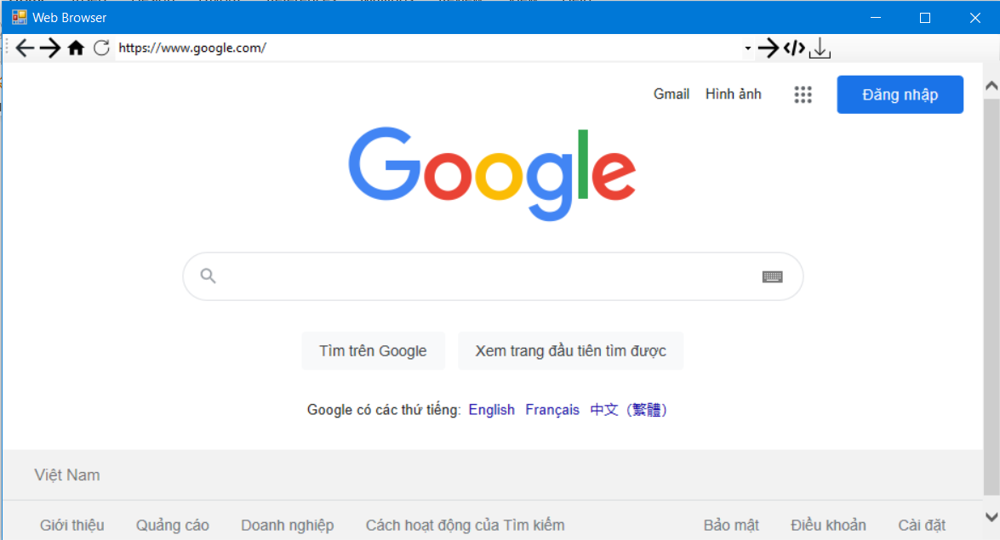 Web Browser
https://www.google.com/
Gmail Hình ảnh Đăng nhập
Google
Tìm trên Google Xem trang đầu tiên tìm được
Google có các thứ tiếng: English Français 中文（繁體）
Việt Nam
Giới thiệu Quảng cáo Doanh nghiệp Cách hoạt động của Tìm kiếm Bảo mật Điều khoản Cài đặt